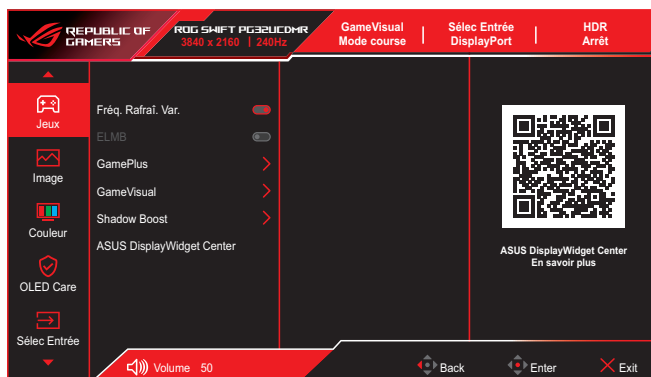 REPUBLIC OF
GAMERS
ROG SWIFT PG32UCDMR
3840 x 2160 | 240Hz
GameVisual
Mode course
Sélec Entrée
DisplayPort
HDR
Arrêt
Jeux
Image
Couleur
OLED Care
Sélec Entrée
Fréq. Rafraî. Var.
ELMB
GamePlus
GameVisual
Shadow Boost
ASUS DisplayWidget Center
ASUS DisplayWidget Center
En savoir plus
Volume 50
Back
Enter
Exit